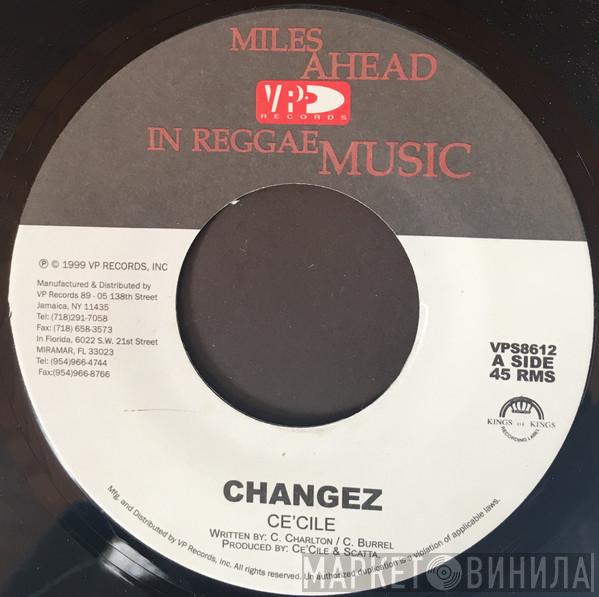 MILES
AHEAD
VP
RECORDS
IN REGGAE MUSIC
℗ © 1999 VP RECORDS, INC
Manufactured & Distributed by
VP Records 89 - 05 138th Street
Jamaica, NY 11435
Tel: (718)291-7058
Fax: (718) 658-3573
In Florida, 6022 S.W. 21st Street
MIRAMAR, FL 33023
Tel: (954)966-4744
Fax:(954)966-8766
VPS8612
A SIDE
45 RMS
KINGS OF KINGS
RECORDING LABEL
CHANGEZ
CE'CILE
WRITTEN BY: C. CHARLTON / C. BURREL
PRODUCED BY: CE'CILE & SCATTA
Mfg. and Distributed by VP Records, Inc. All rights reserved. Un authorized duplication is a violation of applicable laws.
МАРКЕТ ВИНИЛА